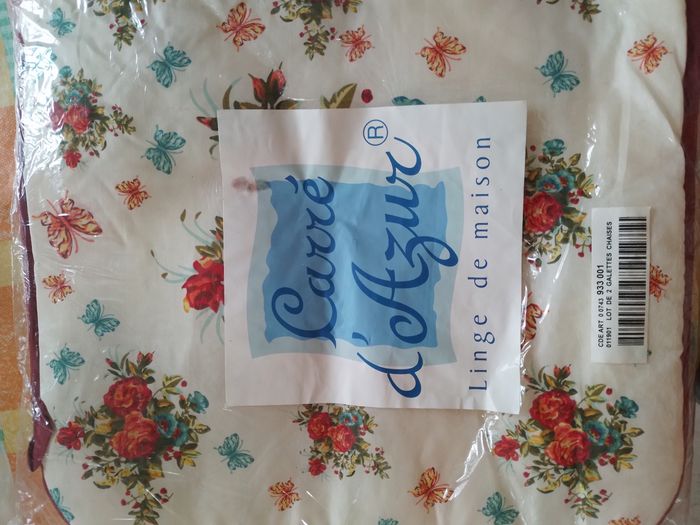 Carré
d'Azur®
Linge de maison
CDE ART 0 0743 933.001
011901 LOT DE 2 GALETTES CHAISES